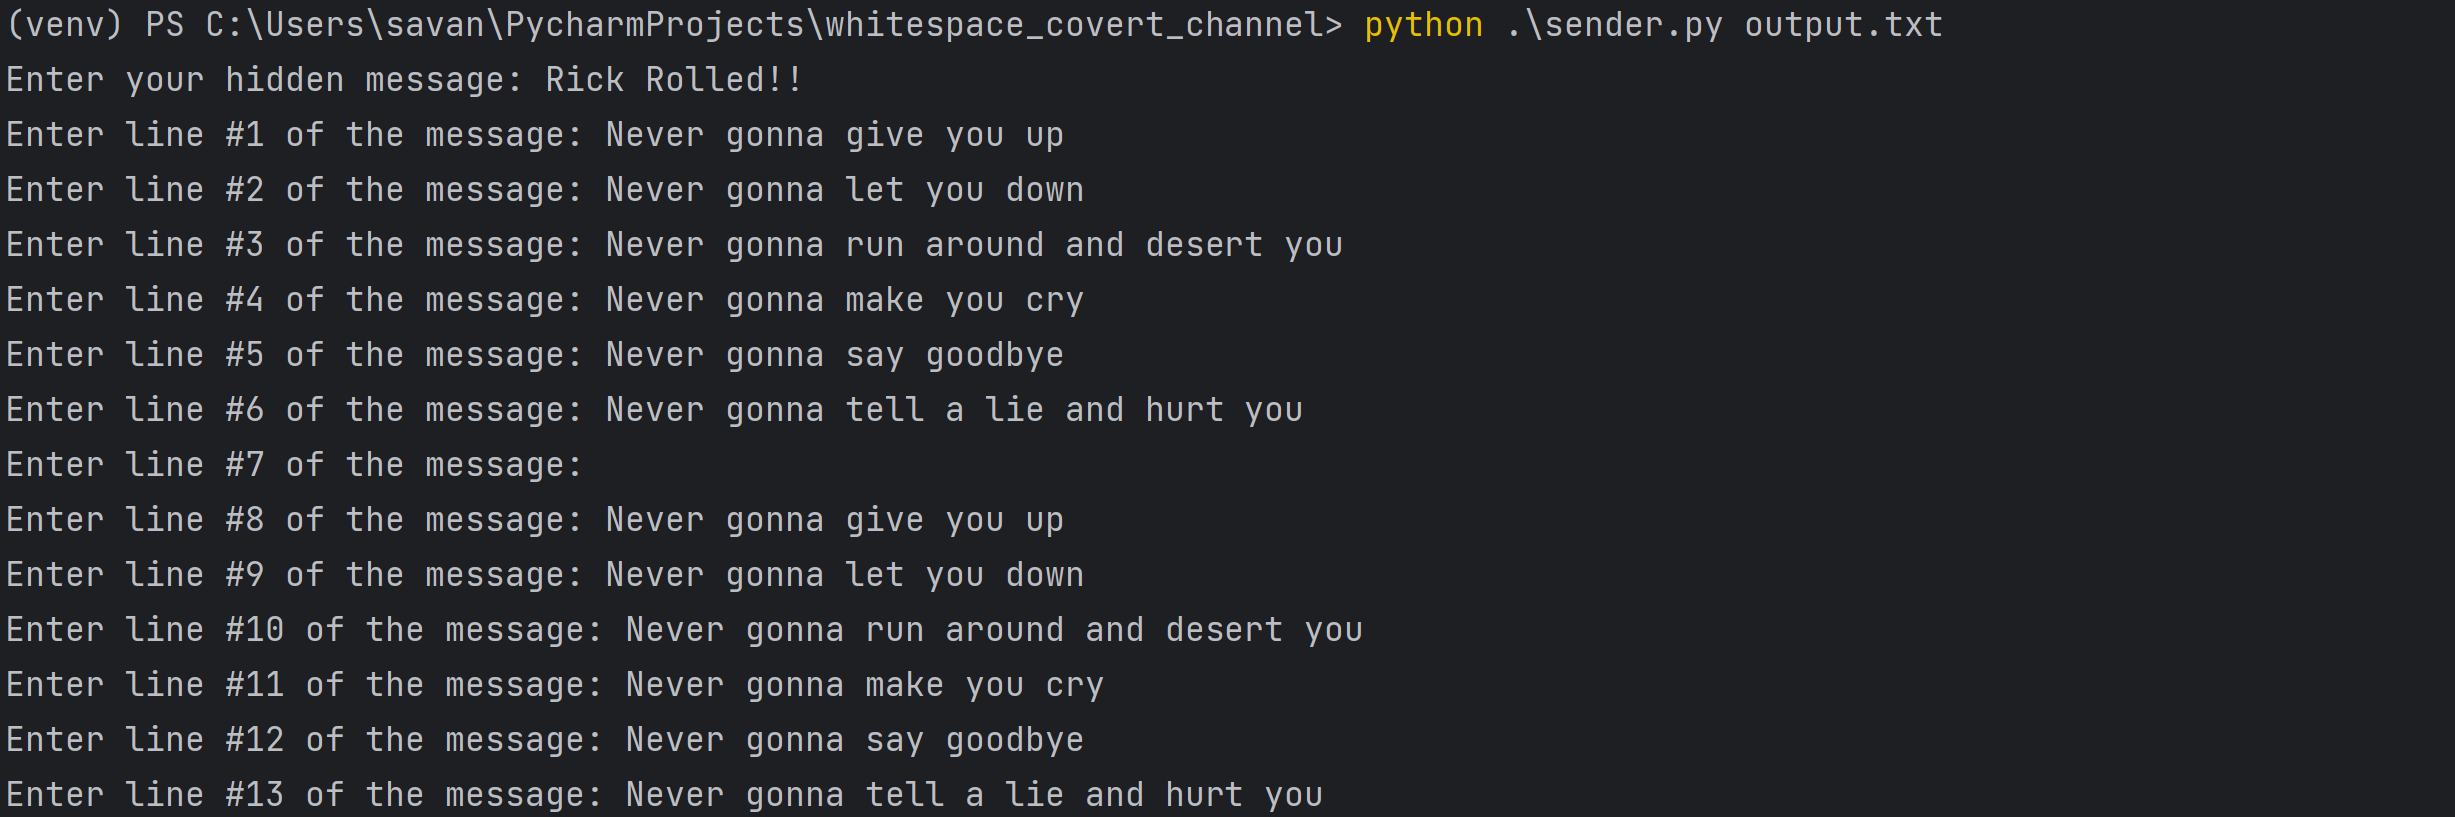 (venv) PS C:\Users\savan\PycharmProjects\whitespace_covert_channel> python .\sender.py output.txt
Enter your hidden message: Rick Rolled!!
Enter line #1 of the message: Never gonna give you up
Enter line #2 of the message: Never gonna let you down
Enter line #3 of the message: Never gonna run around and desert you
Enter line #4 of the message: Never gonna make you cry
Enter line #5 of the message: Never gonna say goodbye
Enter line #6 of the message: Never gonna tell a lie and hurt you
Enter line #7 of the message:
Enter line #8 of the message: Never gonna give you up
Enter line #9 of the message: Never gonna let you down
Enter line #10 of the message: Never gonna run around and desert you
Enter line #11 of the message: Never gonna make you cry
Enter line #12 of the message: Never gonna say goodbye
Enter line #13 of the message: Never gonna tell a lie and hurt you